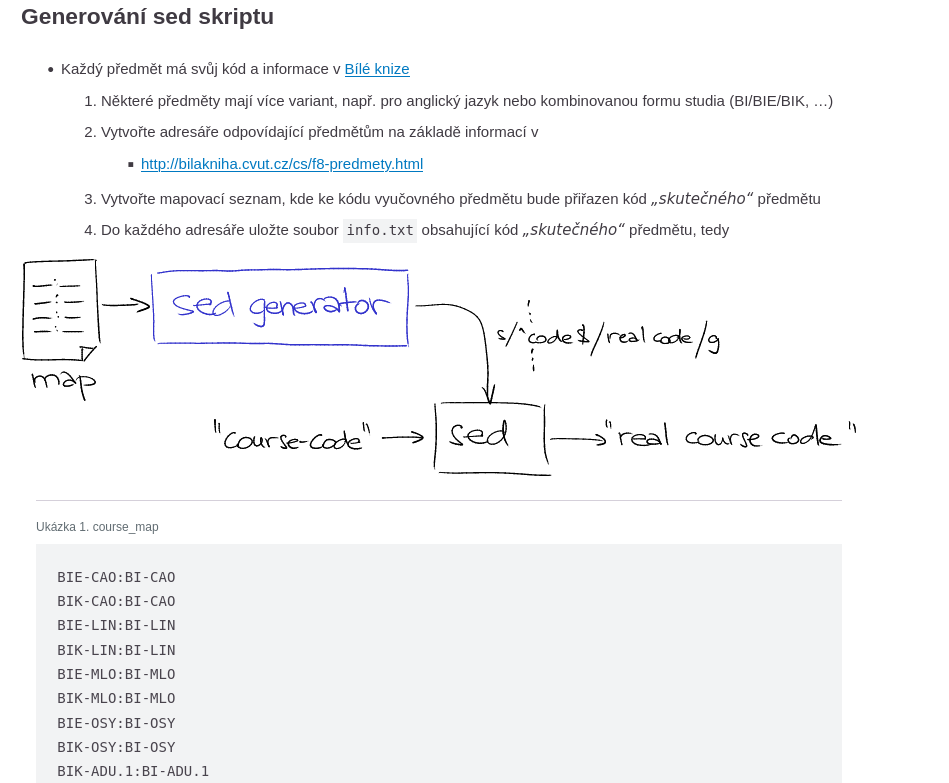 Generování sed skriptu
• Každý předmět má svůj kód a informace v Bílé knize
1. Některé předměty mají více variant, např. pro anglický jazyk nebo kombinovanou formu studia (BI/BIE/BIK, …)
2. Vytvořte adresáře odpovídající předmětům na základě informací v
▪ http://bilakniha.cvut.cz/cs/f8-predmety.html
3. Vytvořte mapovací seznam, kde ke kódu vyučovného předmětu bude přiřazen kód „skutečného“ předmětu
4. Do každého adresáře uložte soubor info.txt obsahující kód „skutečného“ předmětu, tedy
sed generator
s/^code$/real code/g
map
"course-code"
sed
"real course code"
Ukázka 1. course_map
BIE-CAO:BI-CAO
BIK-CAO:BI-CAO
BIE-LIN:BI-LIN
BIK-LIN:BI-LIN
BIE-MLO:BI-MLO
BIK-MLO:BI-MLO
BIE-OSY:BI-OSY
BIK-OSY:BI-OSY
BIK-ADU.1:BI-ADU.1